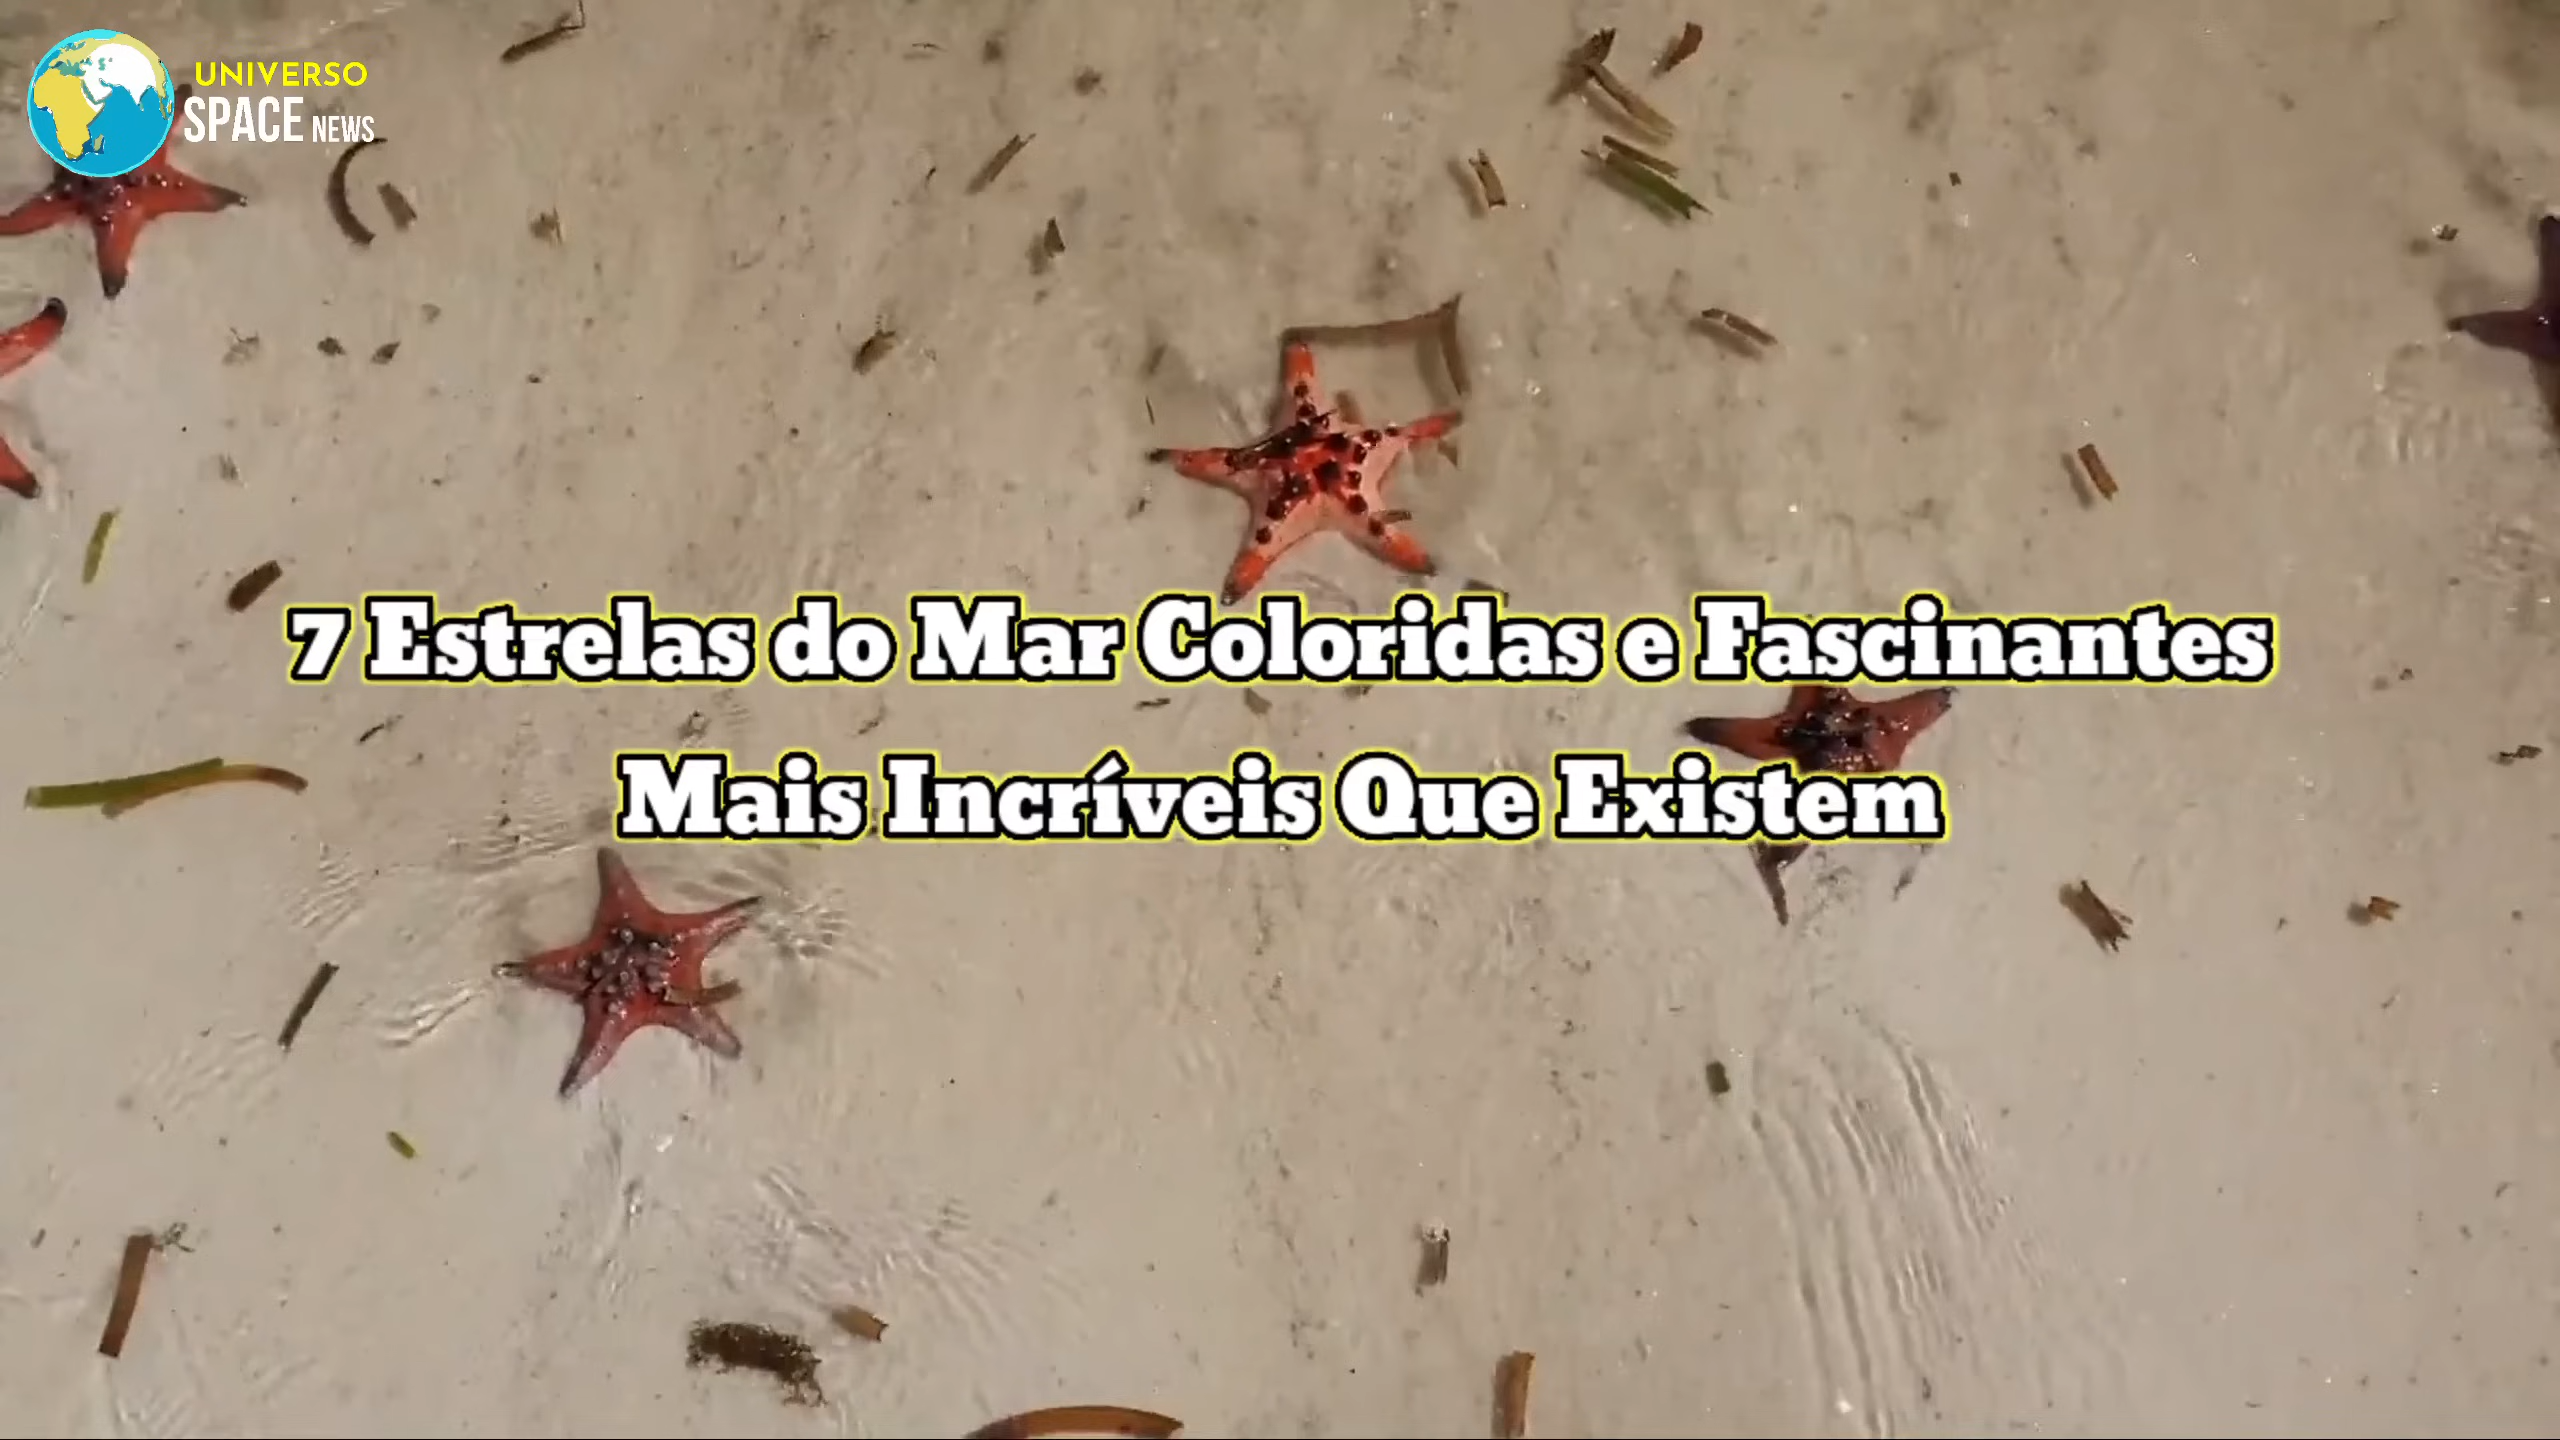 UNIVERSO
SPACE NEWS
7 Estrelas do Mar Coloridas e Fascinantes
Mais Incríveis Que Existem